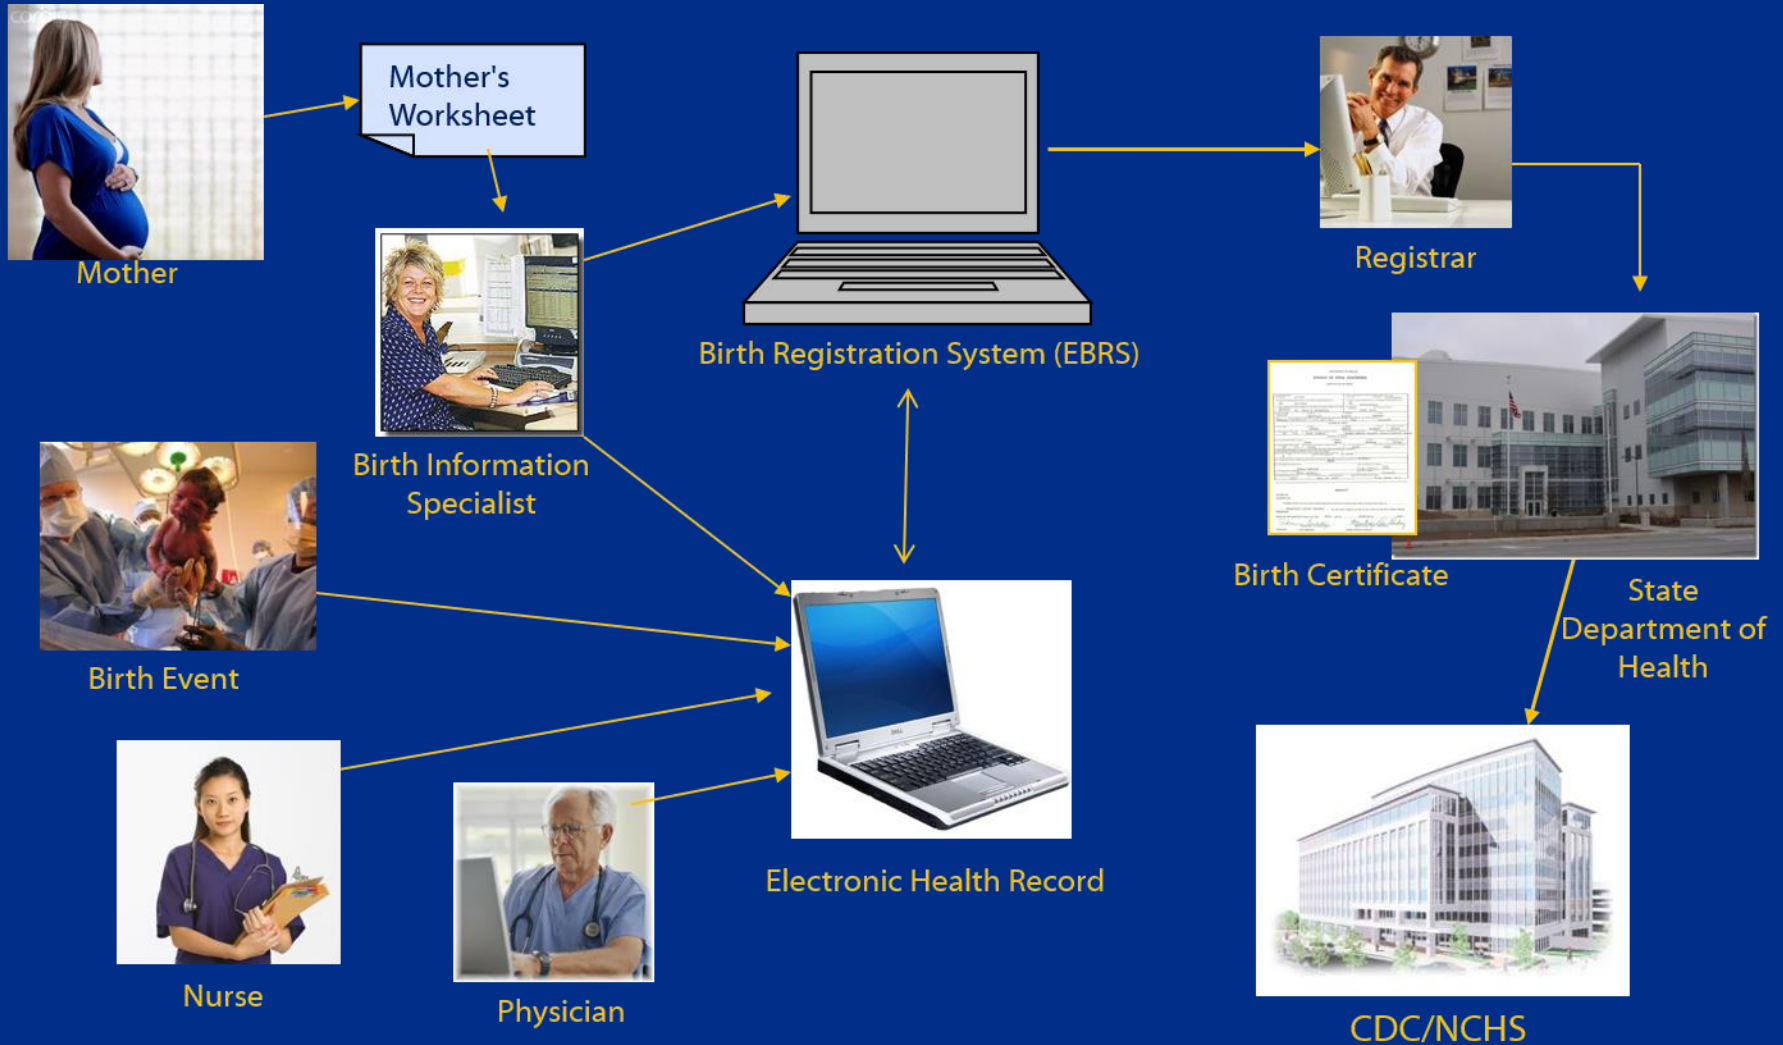 Mother's
Worksheet
Mother
Registrar
Birth Registration System (EBRS)
Birth Information
Specialist
Birth Certificate
State
Department of
Health
Birth Event
Electronic Health Record
Nurse
Physician
CDC/NCHS